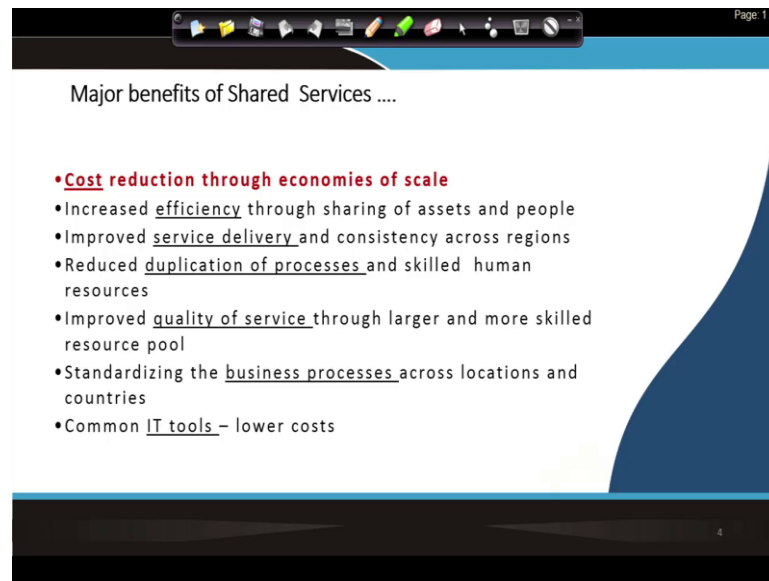 Page: 1
Major benefits of Shared Services ....
•Cost reduction through economies of scale
•Increased efficiency through sharing of assets and people
•Improved service delivery and consistency across regions
•Reduced duplication of processes and skilled human
resources
•Improved quality of service through larger and more skilled
resource pool
•Standardizing the business processes across locations and
countries
•Common IT tools – lower costs
4